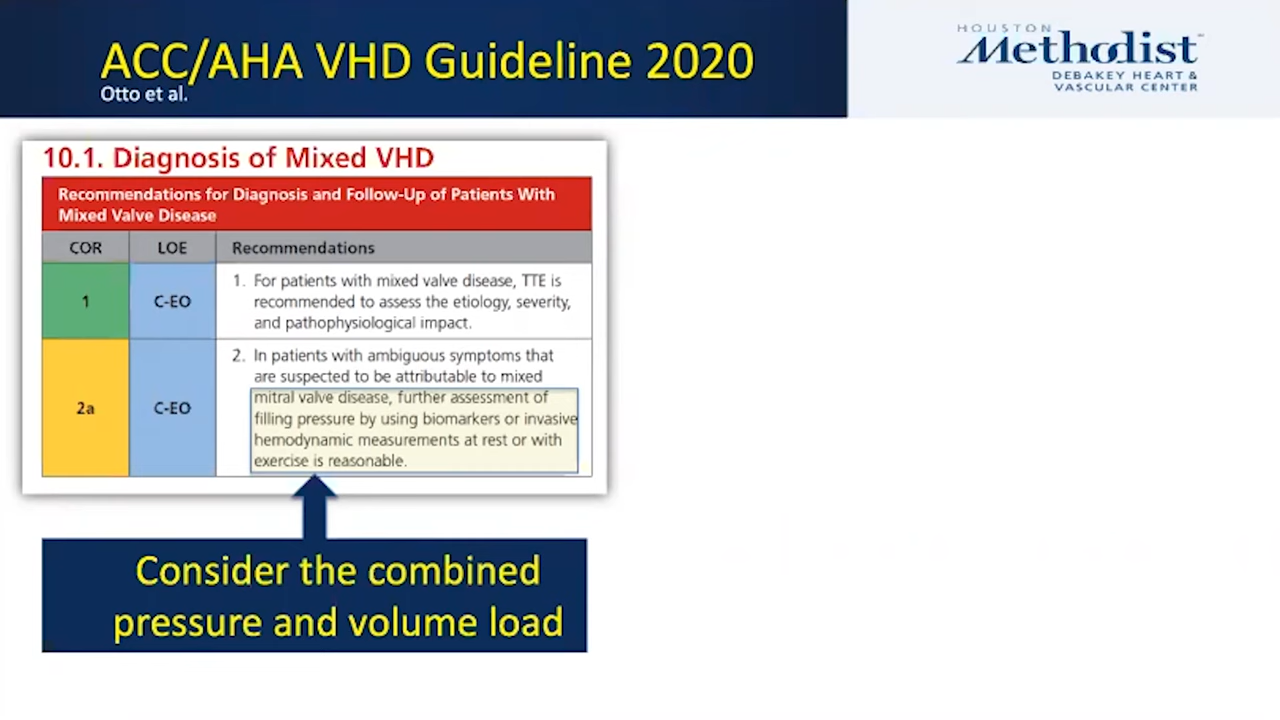 ACC/AHA VHD Guideline 2020
Otto et al.
HOUSTON
Methodist
DEBAKEY HEART &
VASCULAR CENTER
10.1. Diagnosis of Mixed VHD
Recommendations for Diagnosis and Follow-Up of Patients With
Mixed Valve Disease
COR LOE Recommendations
1 C-EO
1. For patients with mixed valve disease, TTE is
recommended to assess the etiology, severity,
and pathophysiological impact.
2a C-EO
2. In patients with ambiguous symptoms that
are suspected to be attributable to mixed
mitral valve disease, further assessment of
filling pressure by using biomarkers or invasive
hemodynamic measurements at rest or with
exercise is reasonable.
Consider the combined
pressure and volume load